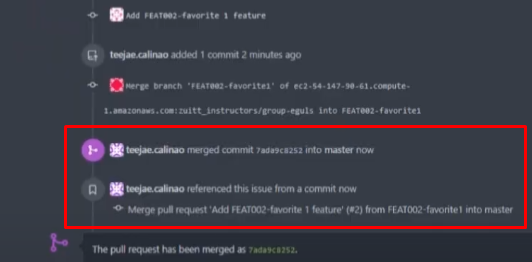 Add FEAT002-favorite 1 feature
teejae.calinao added 1 commit 2 minutes ago
Merge branch 'FEAT002-favorite1' of ec2-54-147-90-61.compute-
1.amazonaws.com:zuitt_instructors/group-eguls into FEAT002-favorite1
teejae.calinao merged commit 7ada9c8252 into master now
teejae.calinao referenced this issue from a commit now
Merge pull request 'Add FEAT002-favorite 1 feature' (#2) from FEAT002-favorite1 into master
The pull request has been merged as 7ada9c8252.